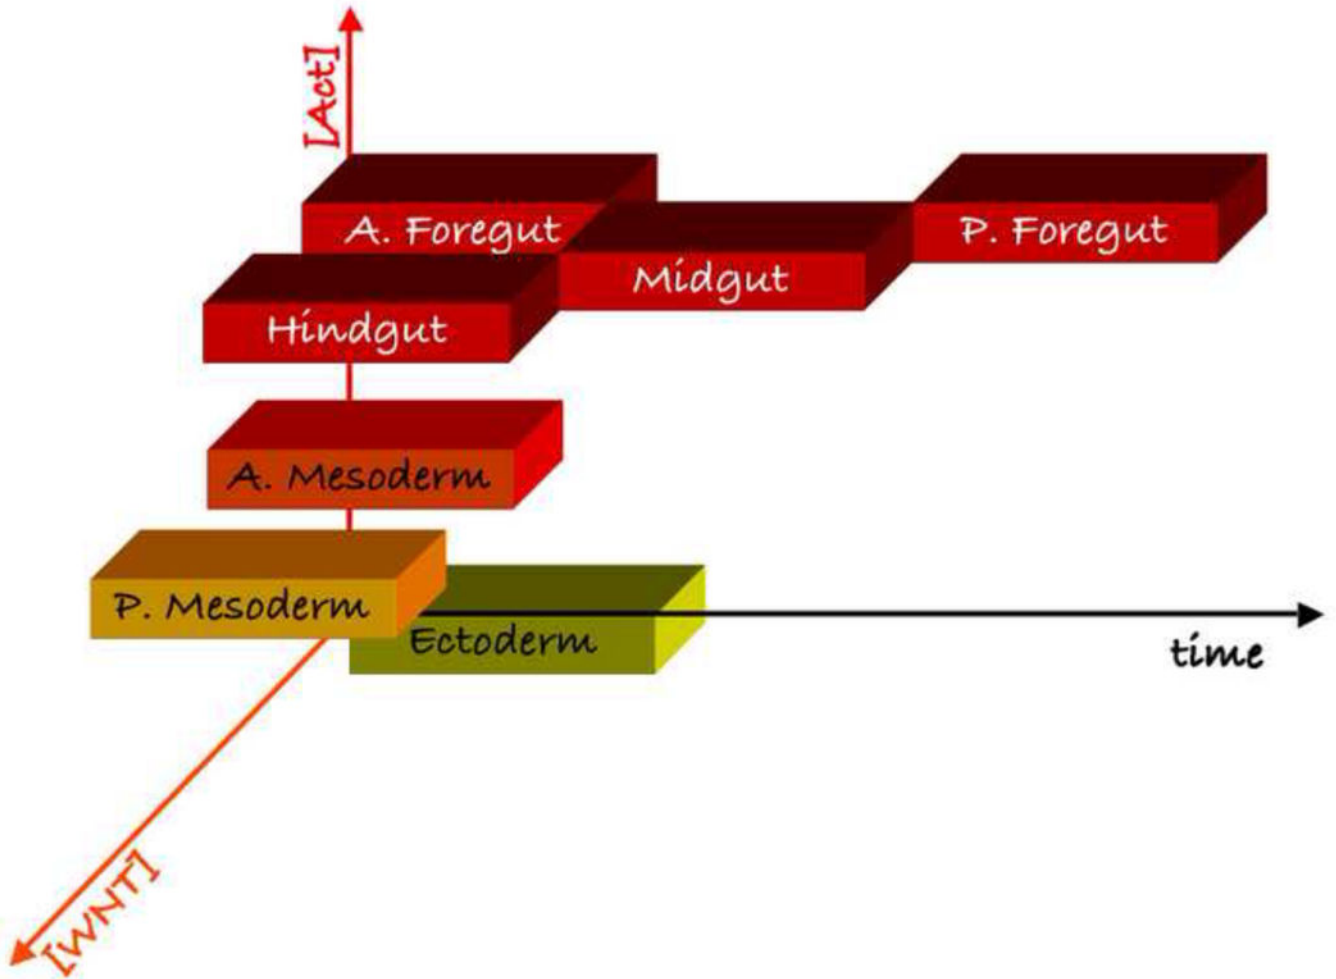 [Act]
A. Foregut
P. Foregut
Midgut
Hindgut
A. Mesoderm
P. Mesoderm
Ectoderm
time
[WNT]